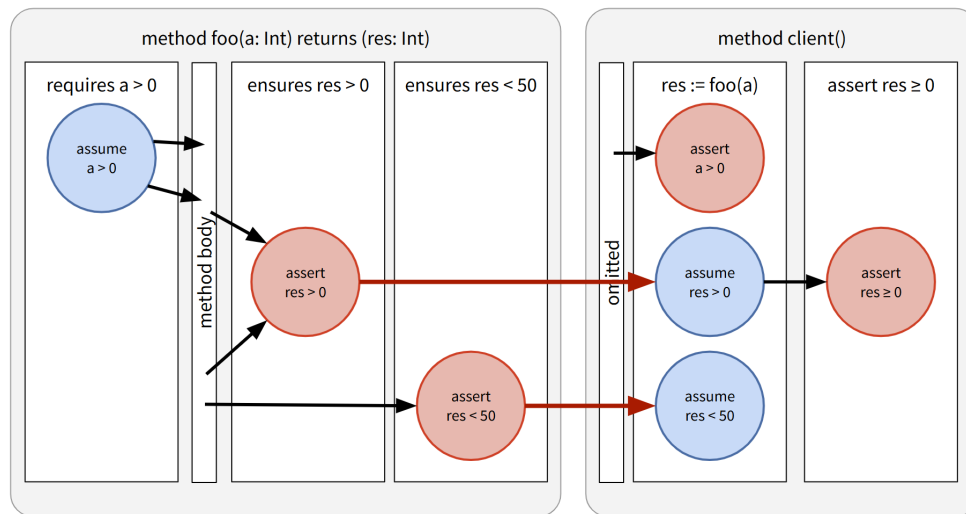 method foo(a: Int) returns (res: Int)
requires a > 0
assume
a > 0
method body
ensures res > 0
assert
res > 0
ensures res < 50
assert
res < 50
method client()
omitted
res := foo(a)
assert
a > 0
assume
res > 0
assume
res < 50
assert res ≥ 0
assert
res ≥ 0